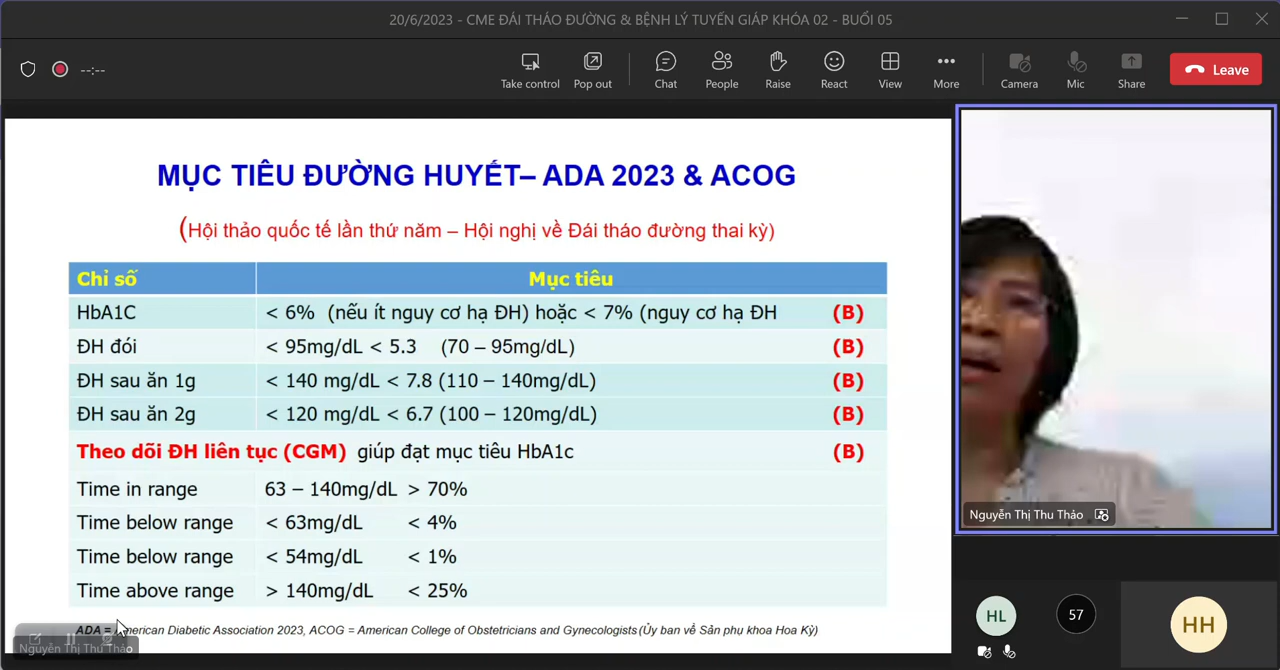 20/6/2023 - CME ĐÁI THÁO ĐƯỜNG & BỆNH LÝ TUYẾN GIÁP KHÓA 02 - BUỔI 05
--:--
Take control Pop out Chat People Raise React View More Camera Mic Share Leave
MỤC TIÊU ĐƯỜNG HUYẾT– ADA 2023 & ACOG
(Hội thảo quốc tế lần thứ năm – Hội nghị về Đái tháo đường thai kỳ)
Chỉ số Mục tiêu
HbA1C < 6% (nếu ít nguy cơ hạ ĐH) hoặc < 7% (nguy cơ hạ ĐH (B)
ĐH đói < 95mg/dL < 5.3 (70 – 95mg/dL) (B)
ĐH sau ăn 1g < 140 mg/dL < 7.8 (110 – 140mg/dL) (B)
ĐH sau ăn 2g < 120 mg/dL < 6.7 (100 – 120mg/dL) (B)
Theo dõi ĐH liên tục (CGM) giúp đạt mục tiêu HbA1c (B)
Time in range 63 – 140mg/dL > 70%
Time below range < 63mg/dL < 4%
Time below range < 54mg/dL < 1%
Time above range > 140mg/dL < 25%
ADA = American Diabetic Association 2023, ACOG = American College of Obstetricians and Gynecologists (Ủy ban về Sản phụ khoa Hoa Kỳ)
Nguyễn Thị Thu Thảo
Nguyễn Thị Thu Thảo
HL 57 HH